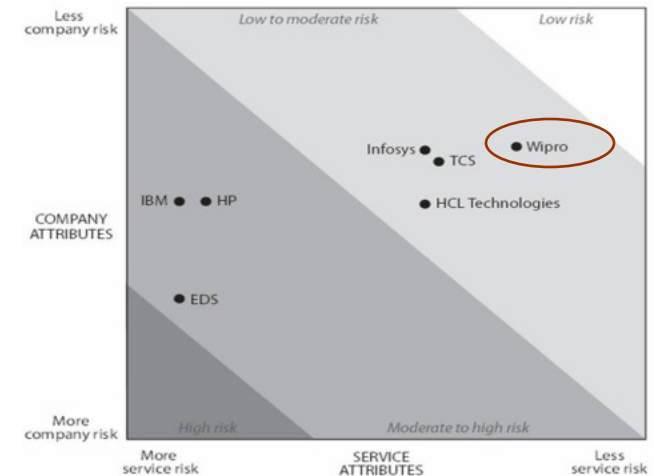 Less
company risk
Low to moderate risk
Low risk
Infosys
Wipro
TCS
IBM
HP
HCL Technologies
COMPANY
ATTRIBUTES
EDS
More
company risk
High risk
Moderate to high risk
More
service risk
SERVICE
ATTRIBUTES
Less
service risk